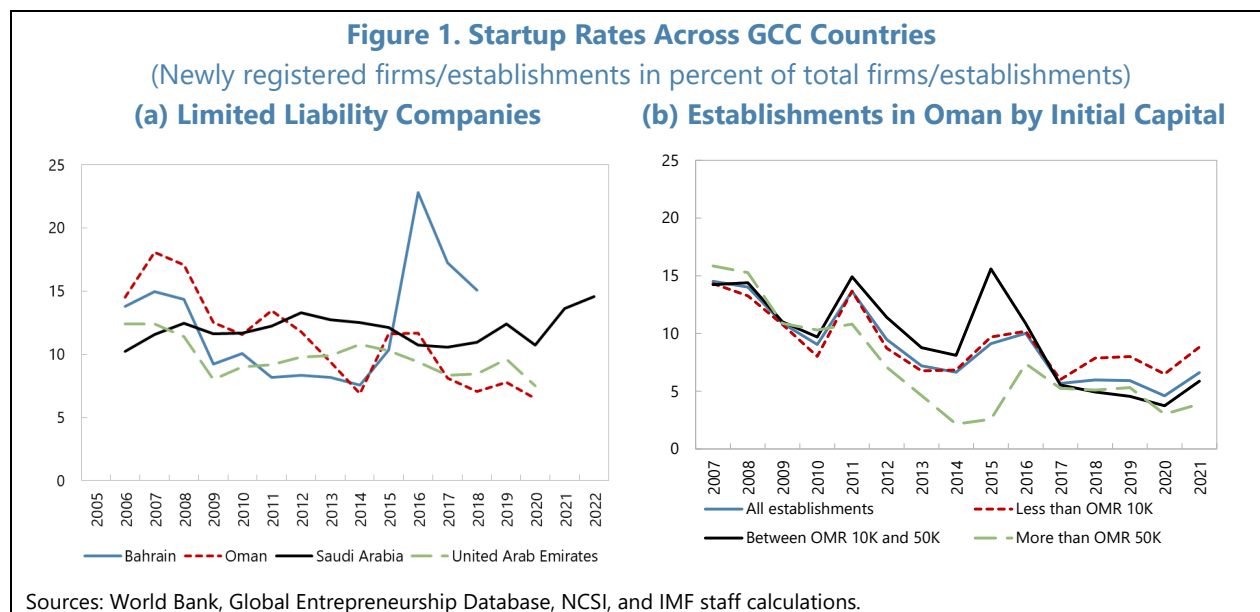 Figure 1. Startup Rates Across GCC Countries
(Newly registered firms/establishments in percent of total firms/establishments)
(a) Limited Liability Companies
25
20
15
10
5
0
2005 2006 2007 2008 2009 2010 2011 2012 2013 2014 2015 2016 2017 2018 2019 2020 2021 2022
Bahrain Oman Saudi Arabia United Arab Emirates
(b) Establishments in Oman by Initial Capital
25
20
15
10
5
0
2007 2008 2009 2010 2011 2012 2013 2014 2015 2016 2017 2018 2019 2020 2021
All establishments Less than OMR 10K
Between OMR 10K and 50K More than OMR 50K
Sources: World Bank, Global Entrepreneurship Database, NCSI, and IMF staff calculations.